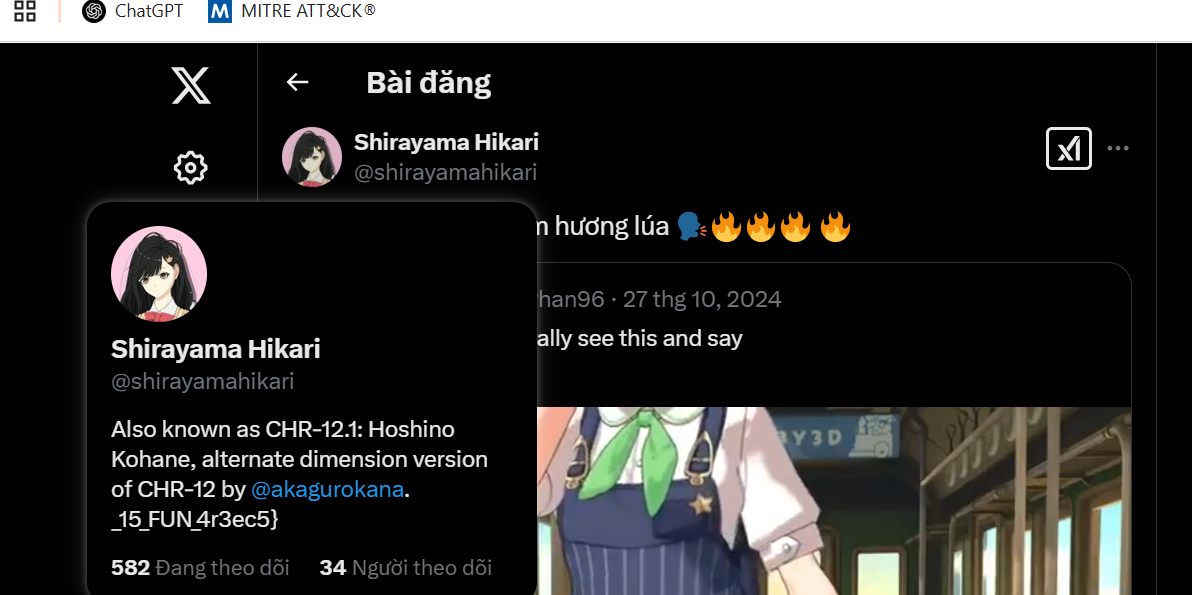 ChatGPT MITRE ATT&CK®
Bài đăng
Shirayama Hikari
@shirayamahikari
hương lúa 🗣️🔥🔥🔥 🔥
han96 · 27 thg 10, 2024
see this and say
BY3D
Shirayama Hikari
@shirayamahikari
Also known as CHR-12.1: Hoshino
Kohane, alternate dimension version
of CHR-12 by @akagurokana.
_15_FUN_4r3ec5}
582 Đang theo dõi 34 Người theo dõi